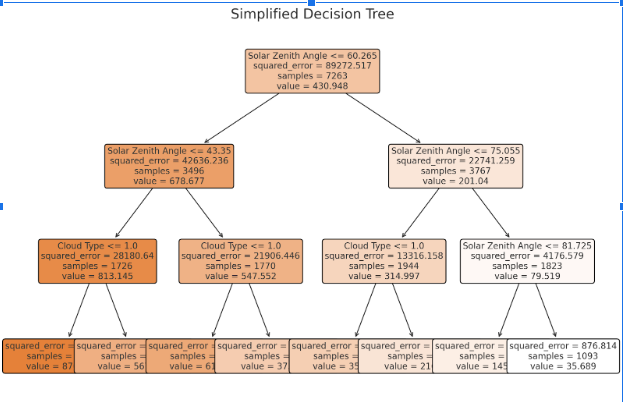 Simplified Decision Tree
Solar Zenith Angle <= 60.265
squared_error = 89272.517
samples = 7263
value = 430.948
Solar Zenith Angle <= 43.35
squared_error = 42636.236
samples = 3496
value = 678.677
Solar Zenith Angle <= 75.055
squared_error = 22741.259
samples = 3767
value = 201.04
Cloud Type <= 1.0
squared_error = 28180.64
samples = 1726
value = 813.145
Cloud Type <= 1.0
squared_error = 21906.446
samples = 1770
value = 547.552
Cloud Type <= 1.0
squared_error = 13316.158
samples = 1944
value = 314.997
Solar Zenith Angle <= 81.725
squared_error = 4176.579
samples = 1823
value = 79.519
squared_error =
samples =
value = 87
squared_error =
samples =
value = 56
squared_error =
samples =
value = 61
squared_error =
samples =
value = 37
squared_error =
samples =
value = 35
squared_error =
samples =
value = 21
squared_error =
samples =
value = 145
squared_error = 876.814
samples = 1093
value = 35.689